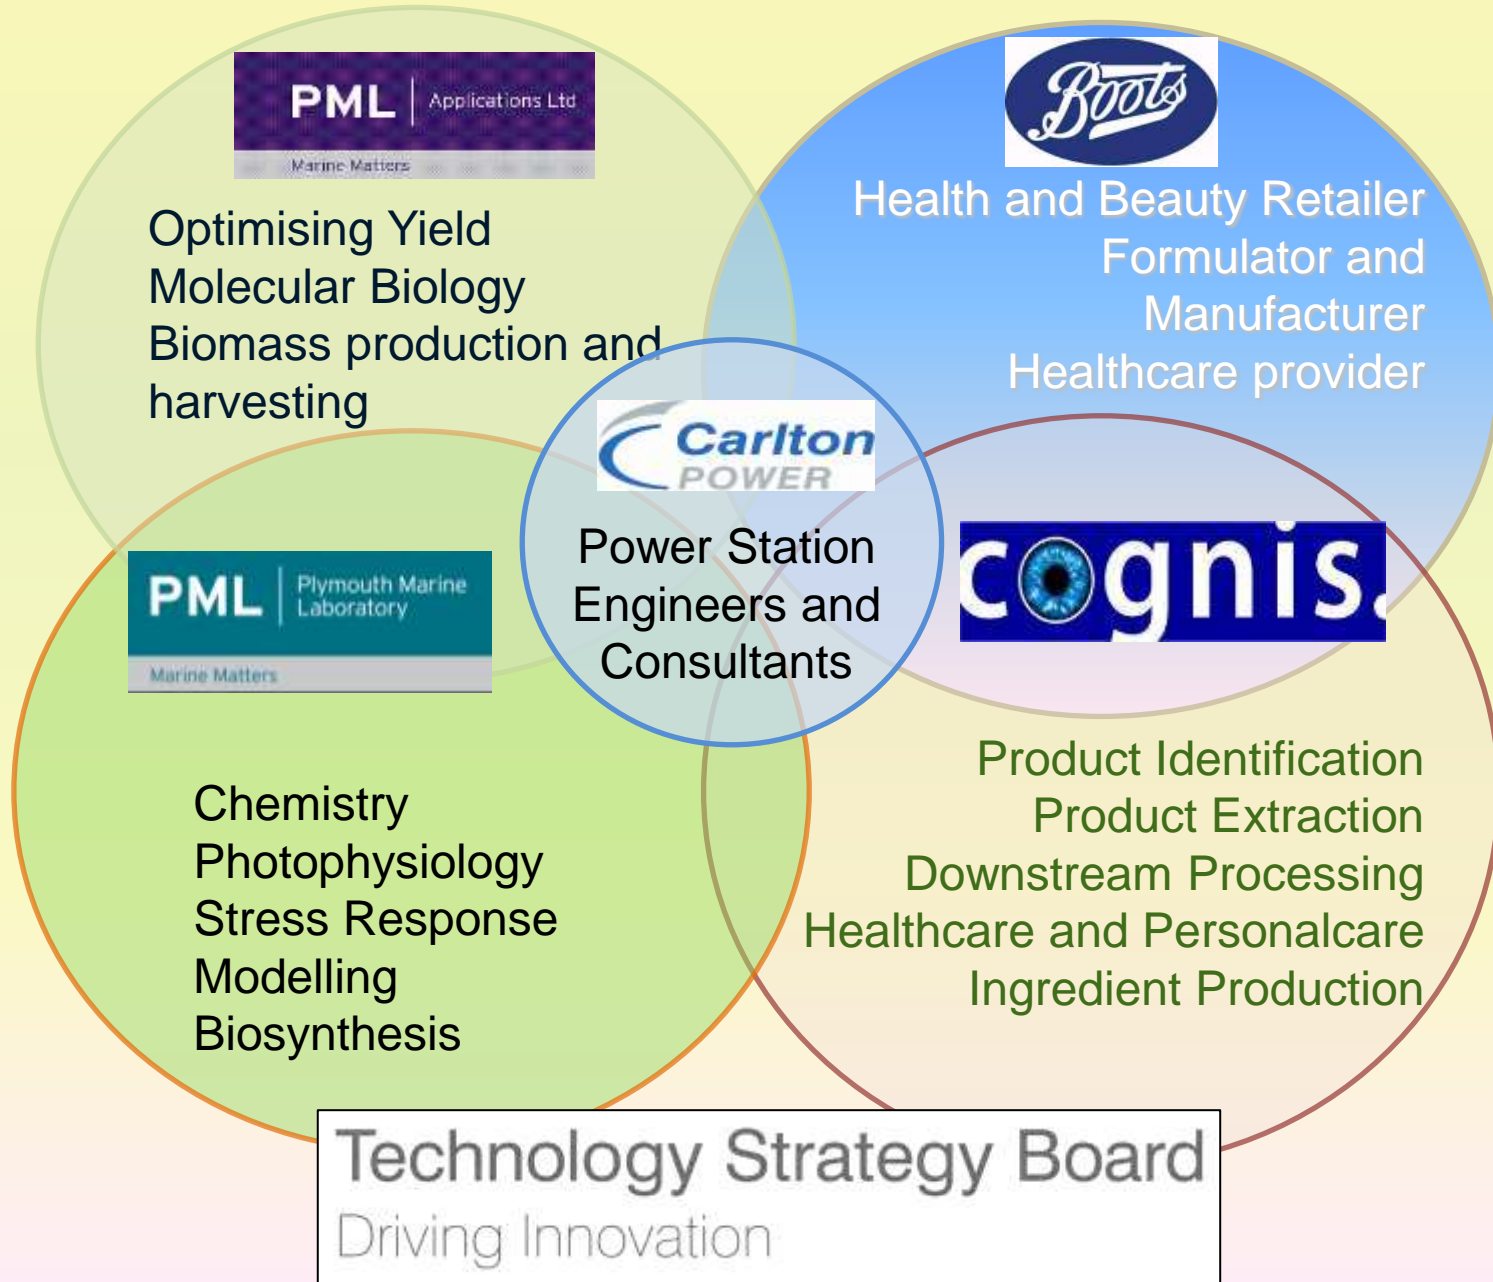 PML Applications Ltd
Marine Matters
Optimising Yield
Molecular Biology
Biomass production and
harvesting
Boots
Health and Beauty Retailer
Formulator and
Manufacturer
Healthcare provider
Carlton
POWER
Power Station
Engineers and
Consultants
PML Plymouth Marine
Laboratory
Marine Matters
Chemistry
Photophysiology
Stress Response
Modelling
Biosynthesis
cognis.
Product Identification
Product Extraction
Downstream Processing
Healthcare and Personalcare
Ingredient Production
Technology Strategy Board
Driving Innovation